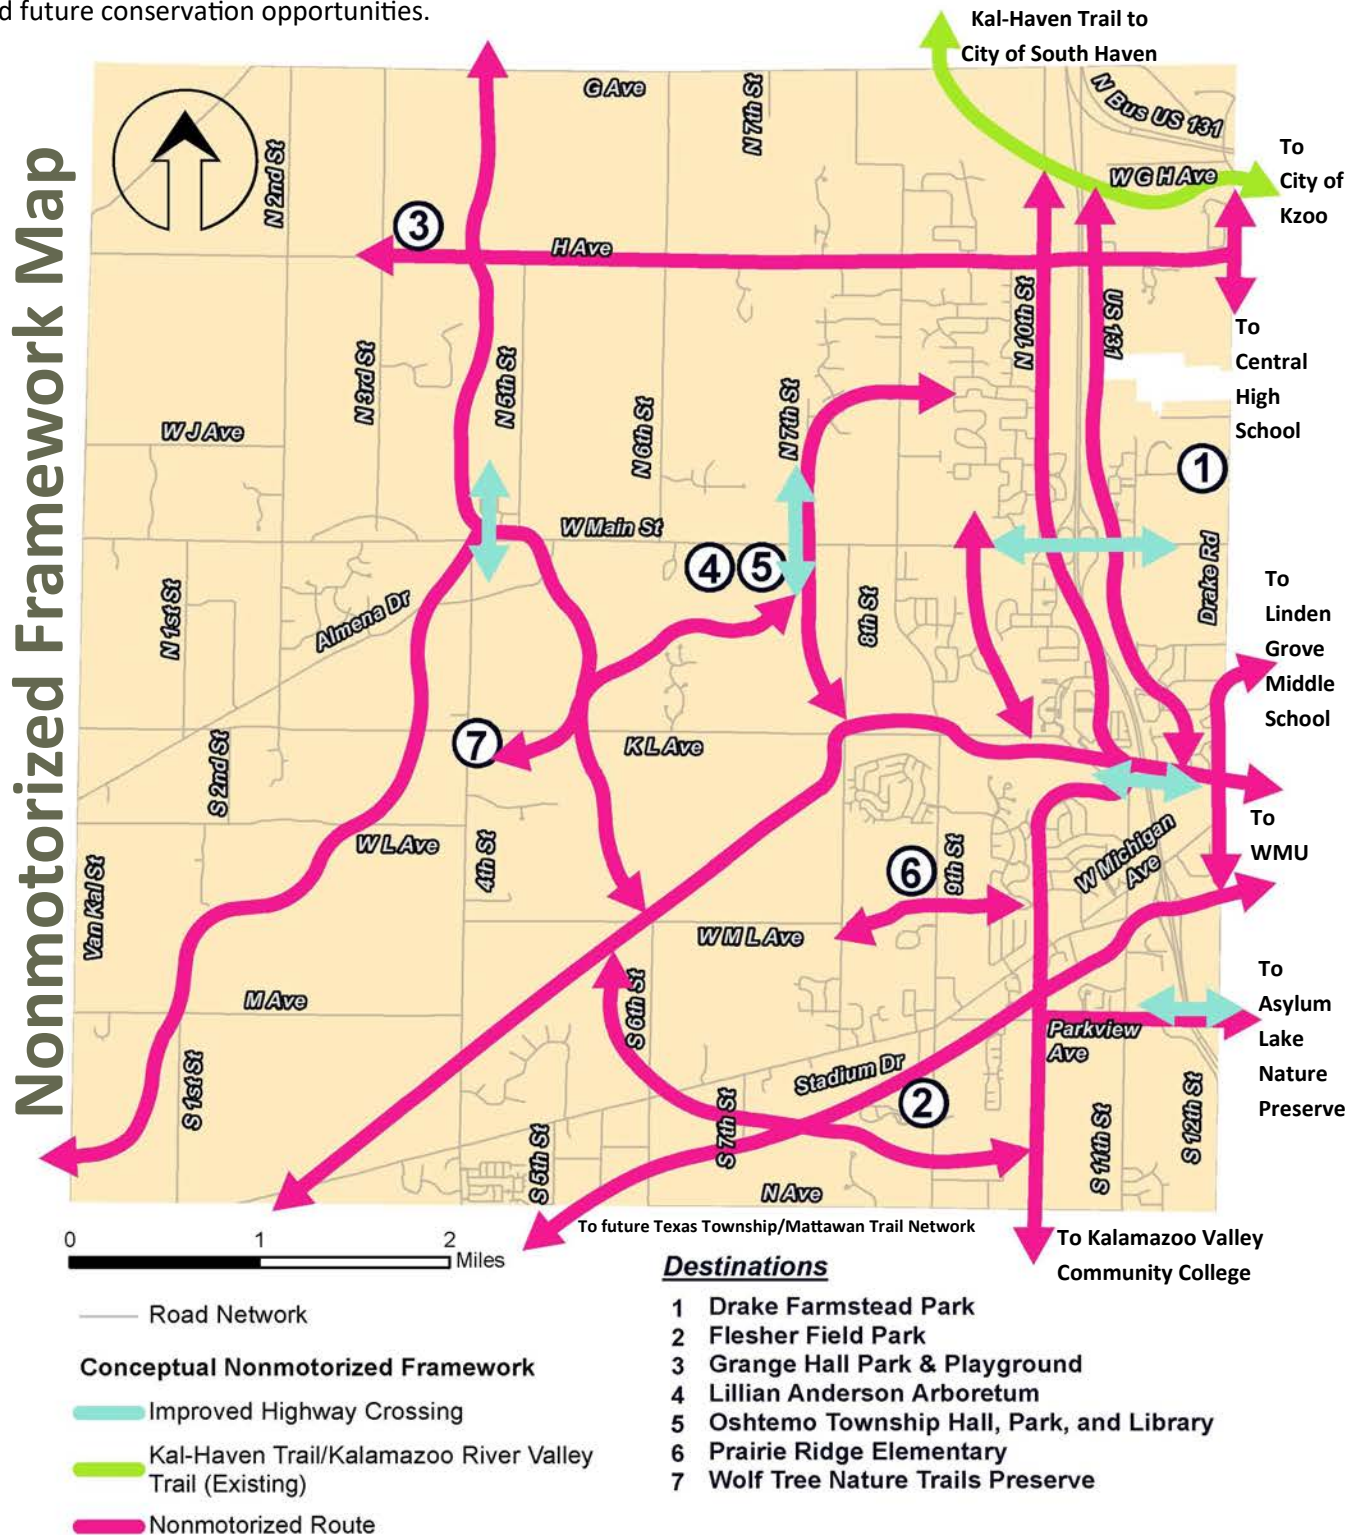 d future conservation opportunities.
Nonmotorized Framework Map
Kal-Haven Trail to
City of South Haven
G Ave
N 7th St
N Bus US 131
N 2nd St
W G H Ave
To
City of
Kzoo
3
H Ave
N 10th St
US 131
To
Central
High
School
N 3rd St
N 5th St
N 6th St
N 7th St
W J Ave
1
W Main St
4
5
Drake Rd
N 1st St
Almena Dr
8th St
To
Linden
Grove
Middle
School
7
K L Ave
S 2nd St
To
WMU
W L Ave
4th St
Van Kal St
6
9th St
W Michigan
Ave
W M L Ave
M Ave
S 6th St
To
Asylum
Lake
Nature
Preserve
Parkview
Ave
S 1st St
Stadium Dr
2
S 7th St
S 5th St
S 11th St
S 12th St
N Ave
To future Texas Township/Mattawan Trail Network
To Kalamazoo Valley
Community College
0 1 2
Miles
Road Network
Conceptual Nonmotorized Framework
Improved Highway Crossing
Kal-Haven Trail/Kalamazoo River Valley
Trail (Existing)
Nonmotorized Route
Destinations
1 Drake Farmstead Park
2 Flesher Field Park
3 Grange Hall Park & Playground
4 Lillian Anderson Arboretum
5 Oshtemo Township Hall, Park, and Library
6 Prairie Ridge Elementary
7 Wolf Tree Nature Trails Preserve